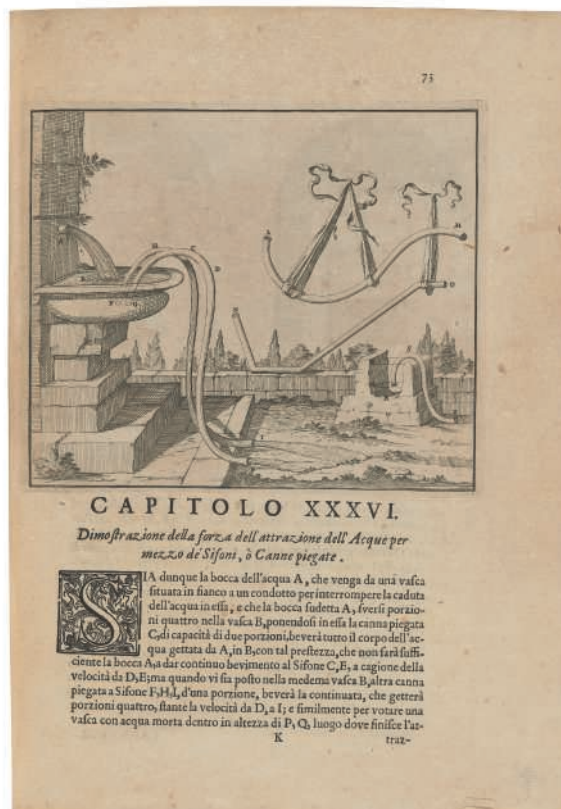 73
CAPITOLO XXXVI.
Dimoſtrazione della forza dell'attrazione dell'Acque per
mezzo de' Sifoni, ò Canne piegate.
SIA dunque la bocca dell'acqua A, che venga da una vaſca
ſituata in fianco a un condotto per interrompere la caduta
dell'acqua in eſſa, e che la bocca ſudetta A, ſverſi porzio-
ni quattro nella vaſca B, ponendoſi in eſſa la canna piegata
C, di capacità di due porzioni, beverà tutto il corpo dell'ac-
qua gettata da A, in B, con tal preſtezza, che non ſarà ſuffi-
ciente la bocca A, a dar continuo bevimento al Sifone C, E, a cagione della
velocità da D, E; ma quando vi ſia poſto nella medema vaſca B, altra canna
piegata a Sifone F, H, I, d'una porzione, beverà la continuata, che getterà
porzioni quattro, ſtante la velocità da D, a I; e ſimilmente per votare una
vaſca con acqua morta dentro in altezza di P, Q, luogo dove finiſce l'at-
K traz-